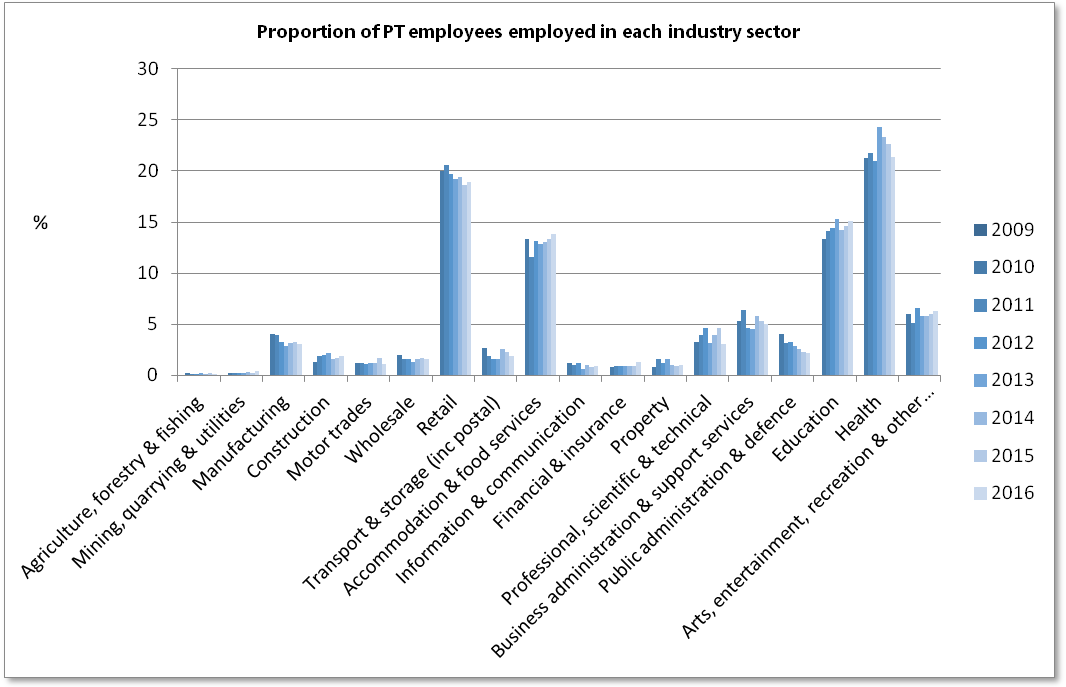 Proportion of PT employees employed in each industry sector
30
25
20
15
10
5
0
%
Agriculture, forestry & fishing
Mining, quarrying & utilities
Manufacturing
Construction
Motor trades
Wholesale
Retail
Transport & storage (inc postal)
Accommodation & food services
Information & communication
Financial & insurance
Property
Professional, scientific & technical
Business administration & support services
Public administration & defence
Education
Health
Arts, entertainment, recreation & other...
2009
2010
2011
2012
2013
2014
2015
2016